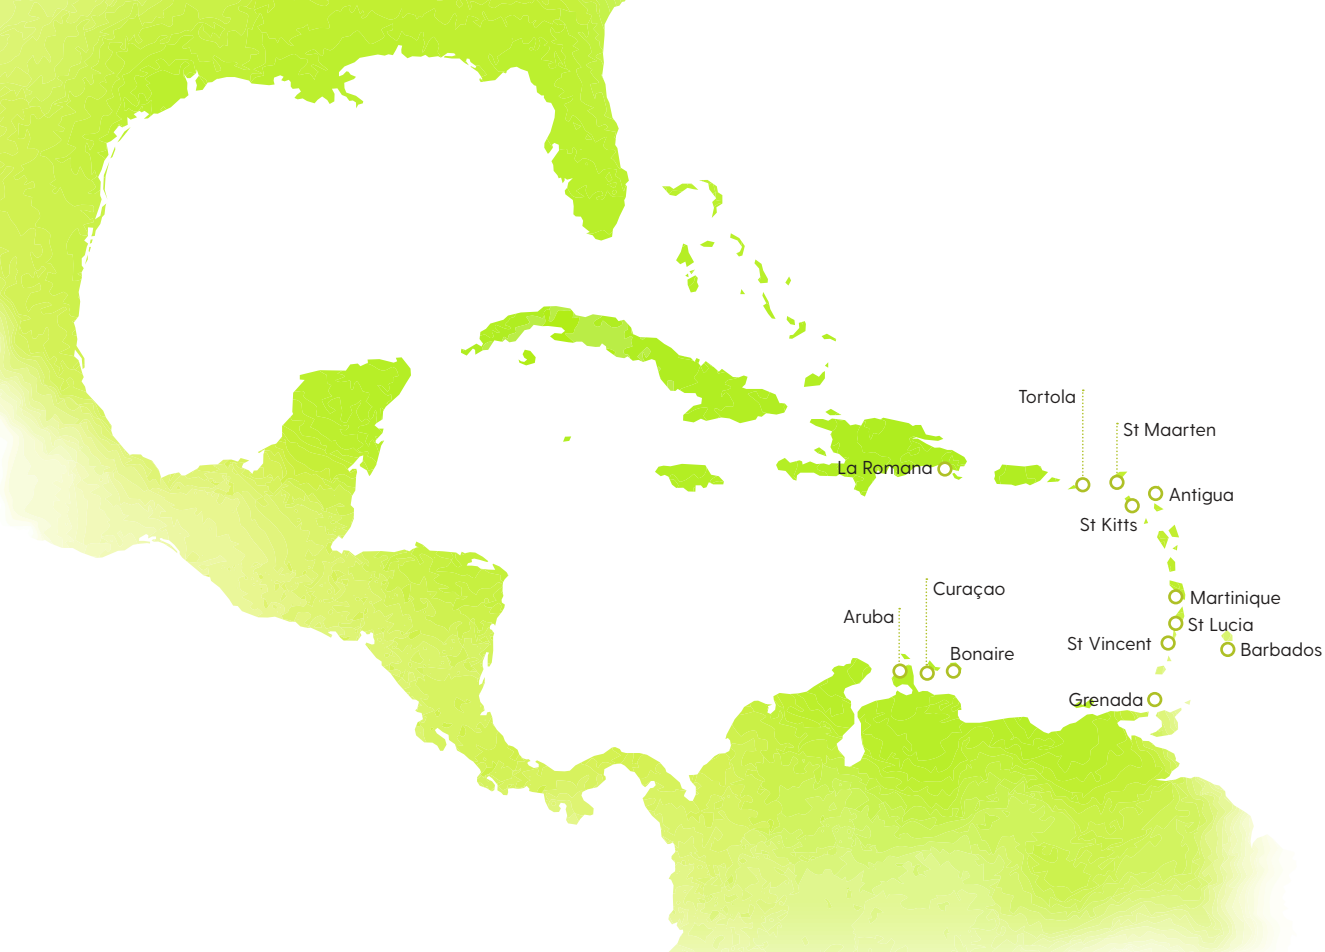 Tortola
St Maarten
La Romana
Antigua
St Kitts
Curaçao
Martinique
Aruba
St Lucia
St Vincent
Barbados
Bonaire
Grenada